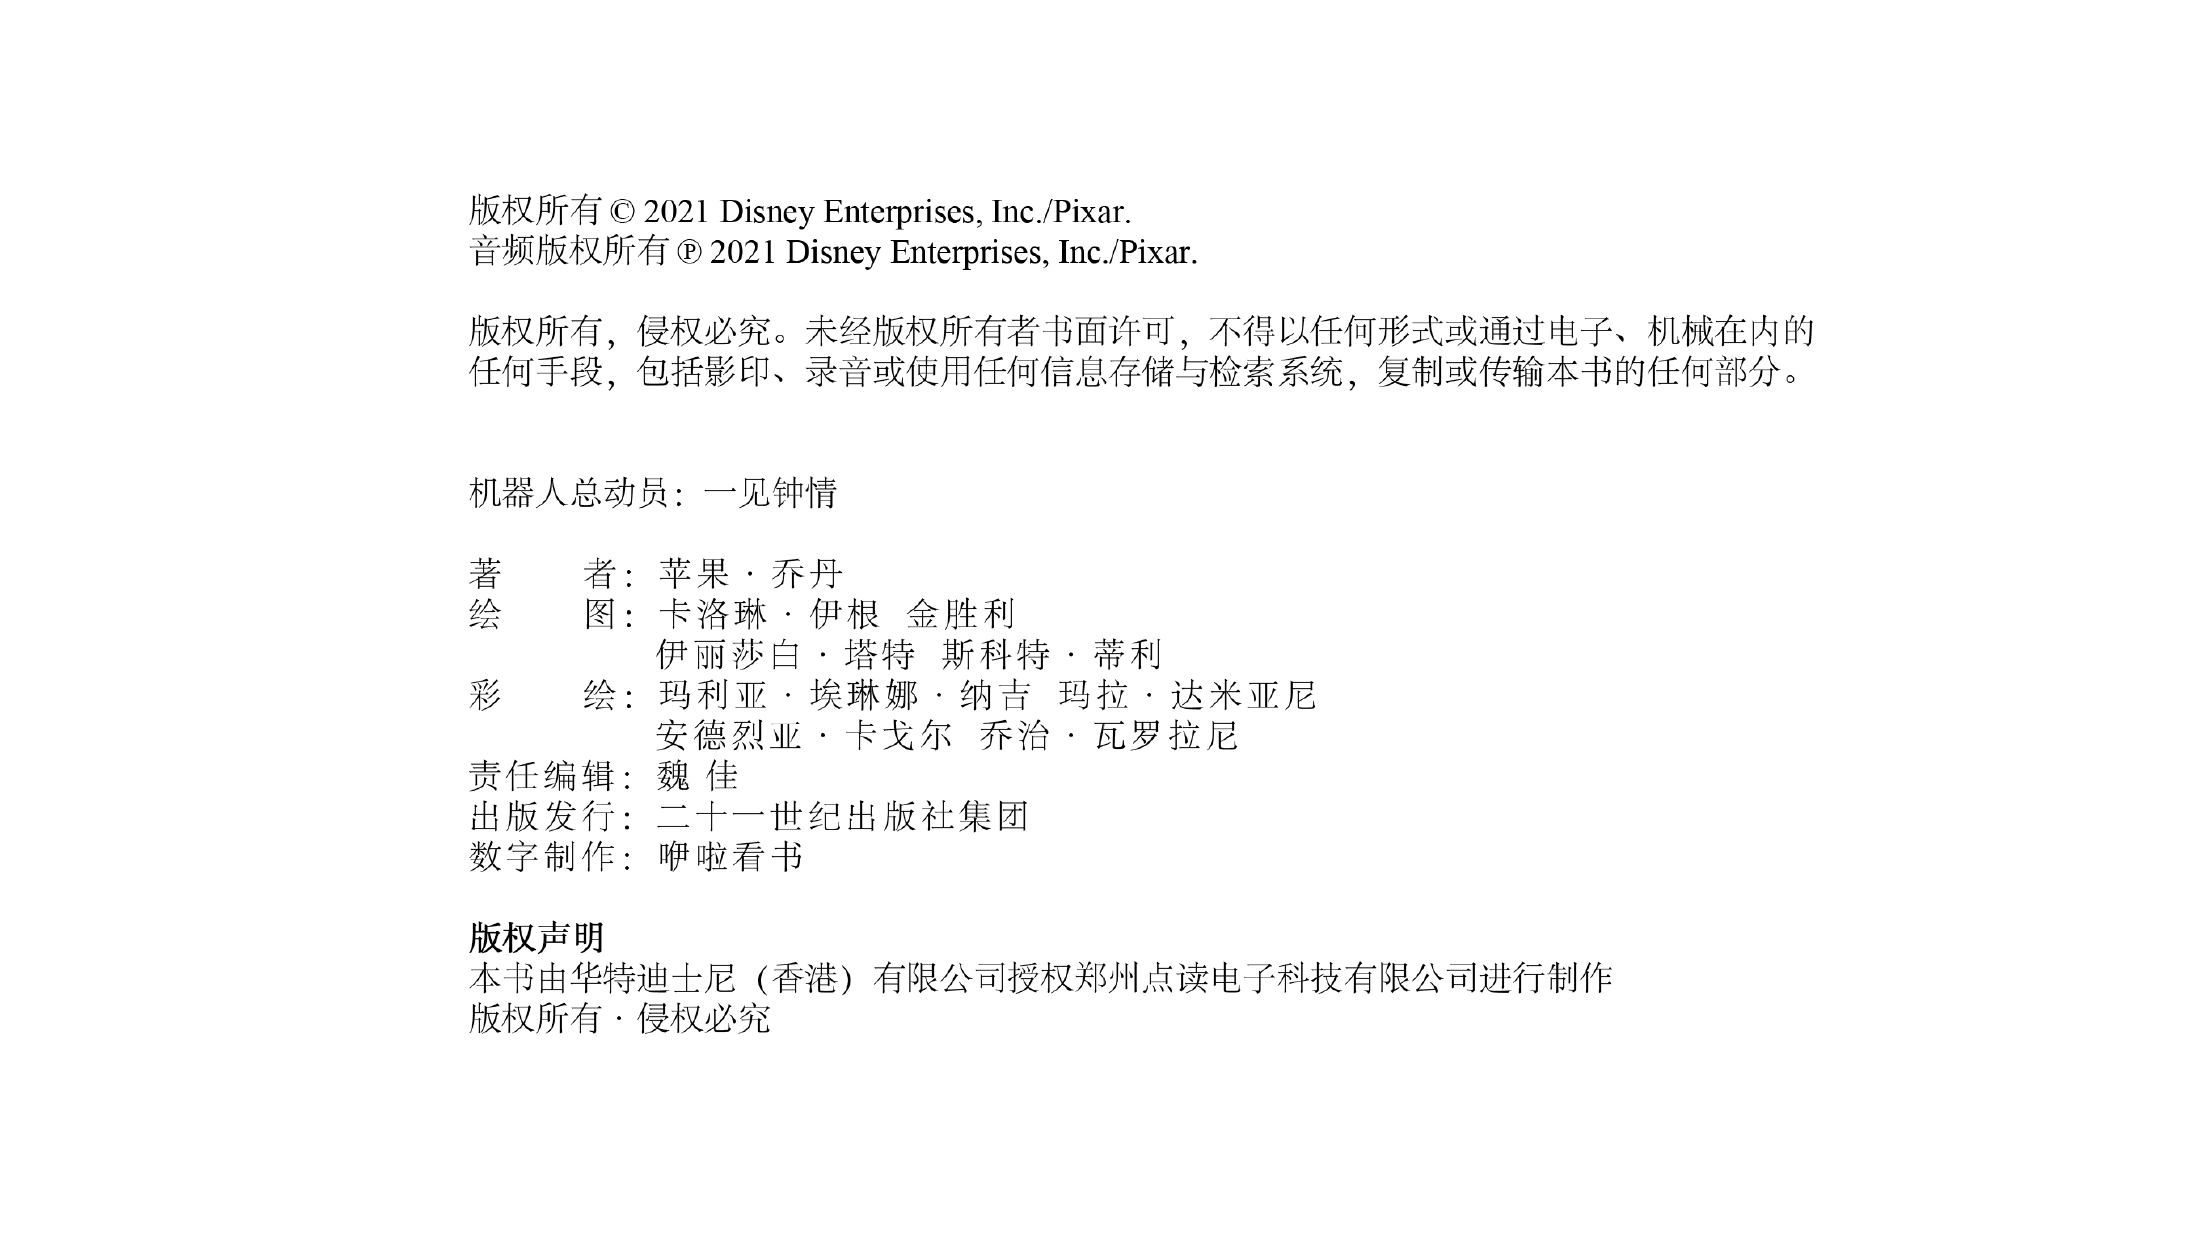 版权所有 © 2021 Disney Enterprises, Inc./Pixar.
音频版权所有 ℗ 2021 Disney Enterprises, Inc./Pixar.
版权所有，侵权必究。未经版权所有者书面许可，不得以任何形式或通过电子、机械在内的
任何手段，包括影印、录音或使用任何信息存储与检索系统，复制或传输本书的任何部分。
机器人总动员：一见钟情
著 者：苹果·乔丹
绘 图：卡洛琳·伊根 金胜利
伊丽莎白·塔特 斯科特·蒂利
彩 绘：玛利亚·埃琳娜·纳吉 玛拉·达米亚尼
安德烈亚·卡戈尔 乔治·瓦罗拉尼
责任编辑：魏 佳
出版发行：二十一世纪出版社集团
数字制作：咿啦看书
版权声明
本书由华特迪士尼（香港）有限公司授权郑州点读电子科技有限公司进行制作
版权所有·侵权必究